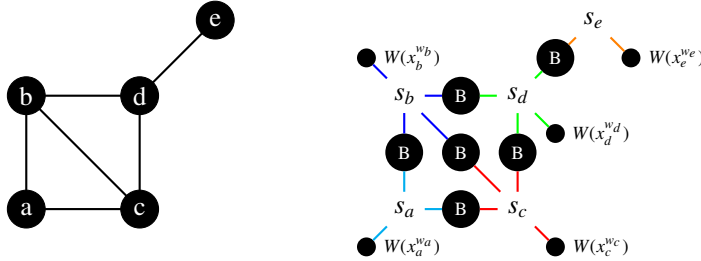 e
b
d
a
c
s_e
W(x_b^{w_b})
B
W(x_e^{w_e})
s_b
B
s_d
W(x_d^{w_d})
B
B
B
s_a
B
s_c
W(x_a^{w_a})
W(x_c^{w_c})